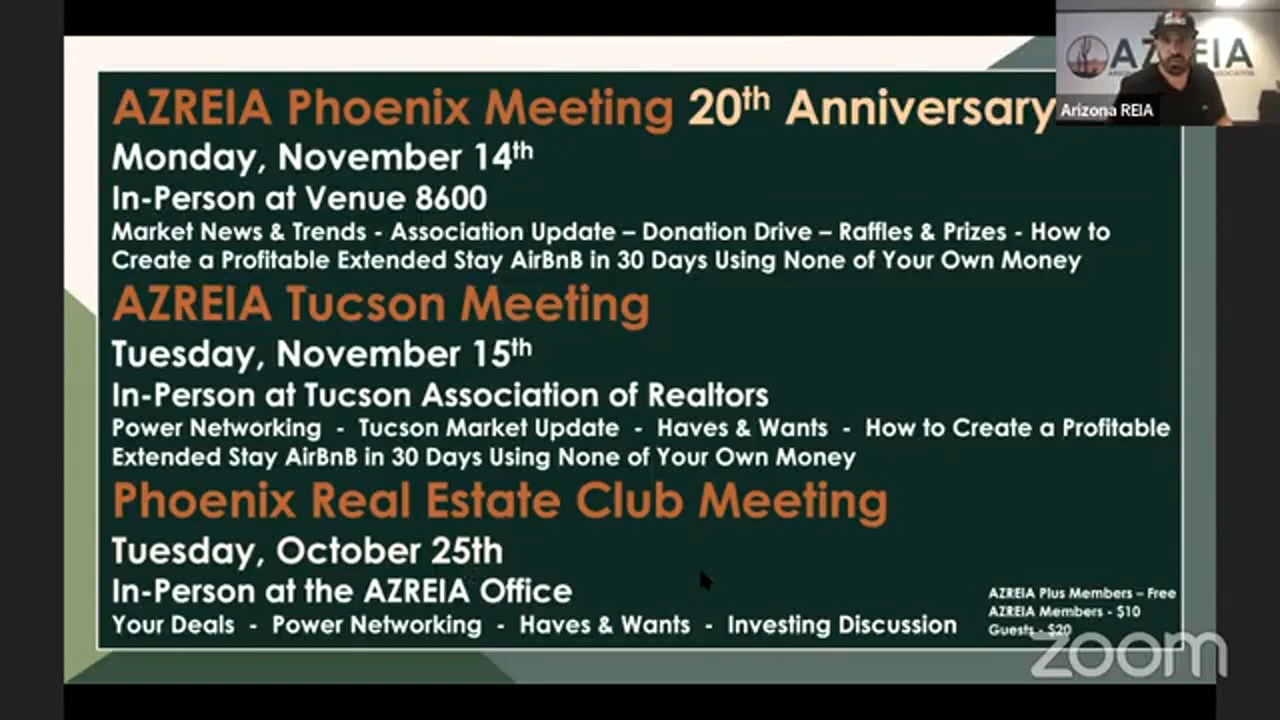 AZREIA Phoenix Meeting 20th Anniversary
Monday, November 14th
In-Person at Venue 8600
Market News & Trends - Association Update – Donation Drive – Raffles & Prizes - How to
Create a Profitable Extended Stay AirBnB in 30 Days Using None of Your Own Money
AZREIA Tucson Meeting
Tuesday, November 15th
In-Person at Tucson Association of Realtors
Power Networking - Tucson Market Update - Haves & Wants - How to Create a Profitable
Extended Stay AirBnB in 30 Days Using None of Your Own Money
Phoenix Real Estate Club Meeting
Tuesday, October 25th
In-Person at the AZREIA Office
Your Deals - Power Networking - Haves & Wants - Investing Discussion
AZREIA Plus Members – Free
AZREIA Members - $10
Guests - $20
zoom
Arizona REIA